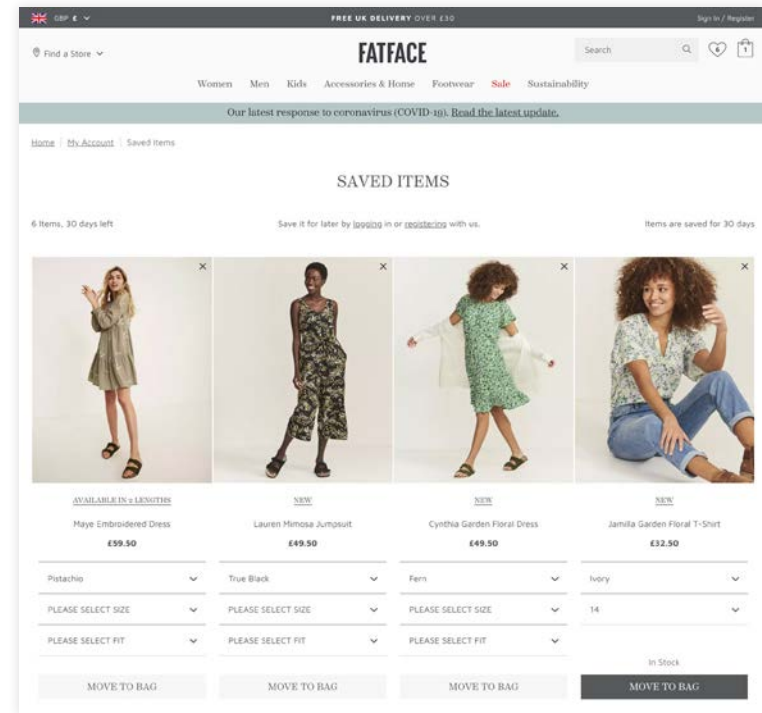 GBP £
FREE UK DELIVERY OVER £30
Sign In / Register
Find a Store
FATFACE
Search
6
1
Women Men Kids Accessories & Home Footwear Sale Sustainability
Our latest response to coronavirus (COVID-19). Read the latest update.
Home My Account Saved Items
SAVED ITEMS
6 Items, 30 days left
Save it for later by logging in or registering with us.
Items are saved for 30 days
AVAILABLE IN 2 LENGTHS NEW NEW NEW
Maye Embroidered Dress Lauren Mimosa Jumpsuit Cynthia Garden Floral Dress Jamilla Garden Floral T-Shirt
£59.50 £49.50 £49.50 £32.50
Pistachio True Black Fern Ivory
PLEASE SELECT SIZE PLEASE SELECT SIZE PLEASE SELECT SIZE 14
PLEASE SELECT FIT PLEASE SELECT FIT PLEASE SELECT FIT
In Stock
MOVE TO BAG MOVE TO BAG MOVE TO BAG MOVE TO BAG